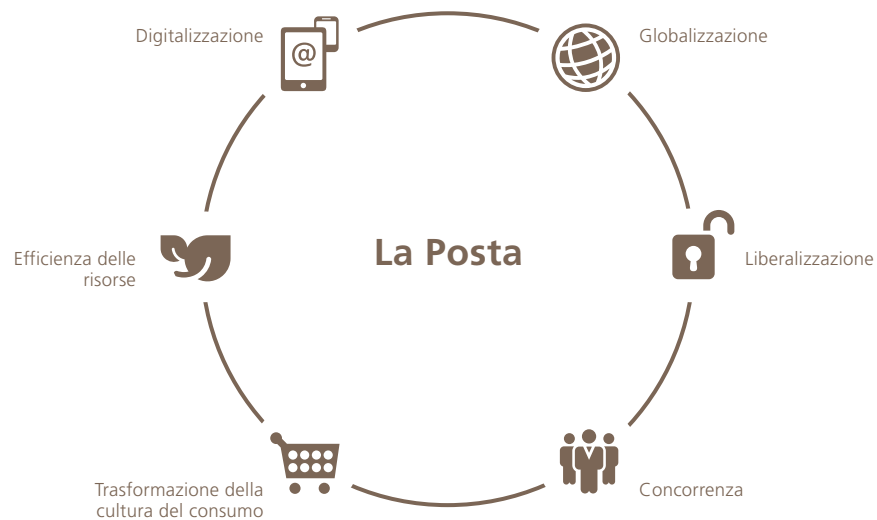 Digitalizzazione
@
Globalizzazione
La Posta
Efficienza delle
risorse
Liberalizzazione
Trasformazione della
cultura del consumo
Concorrenza